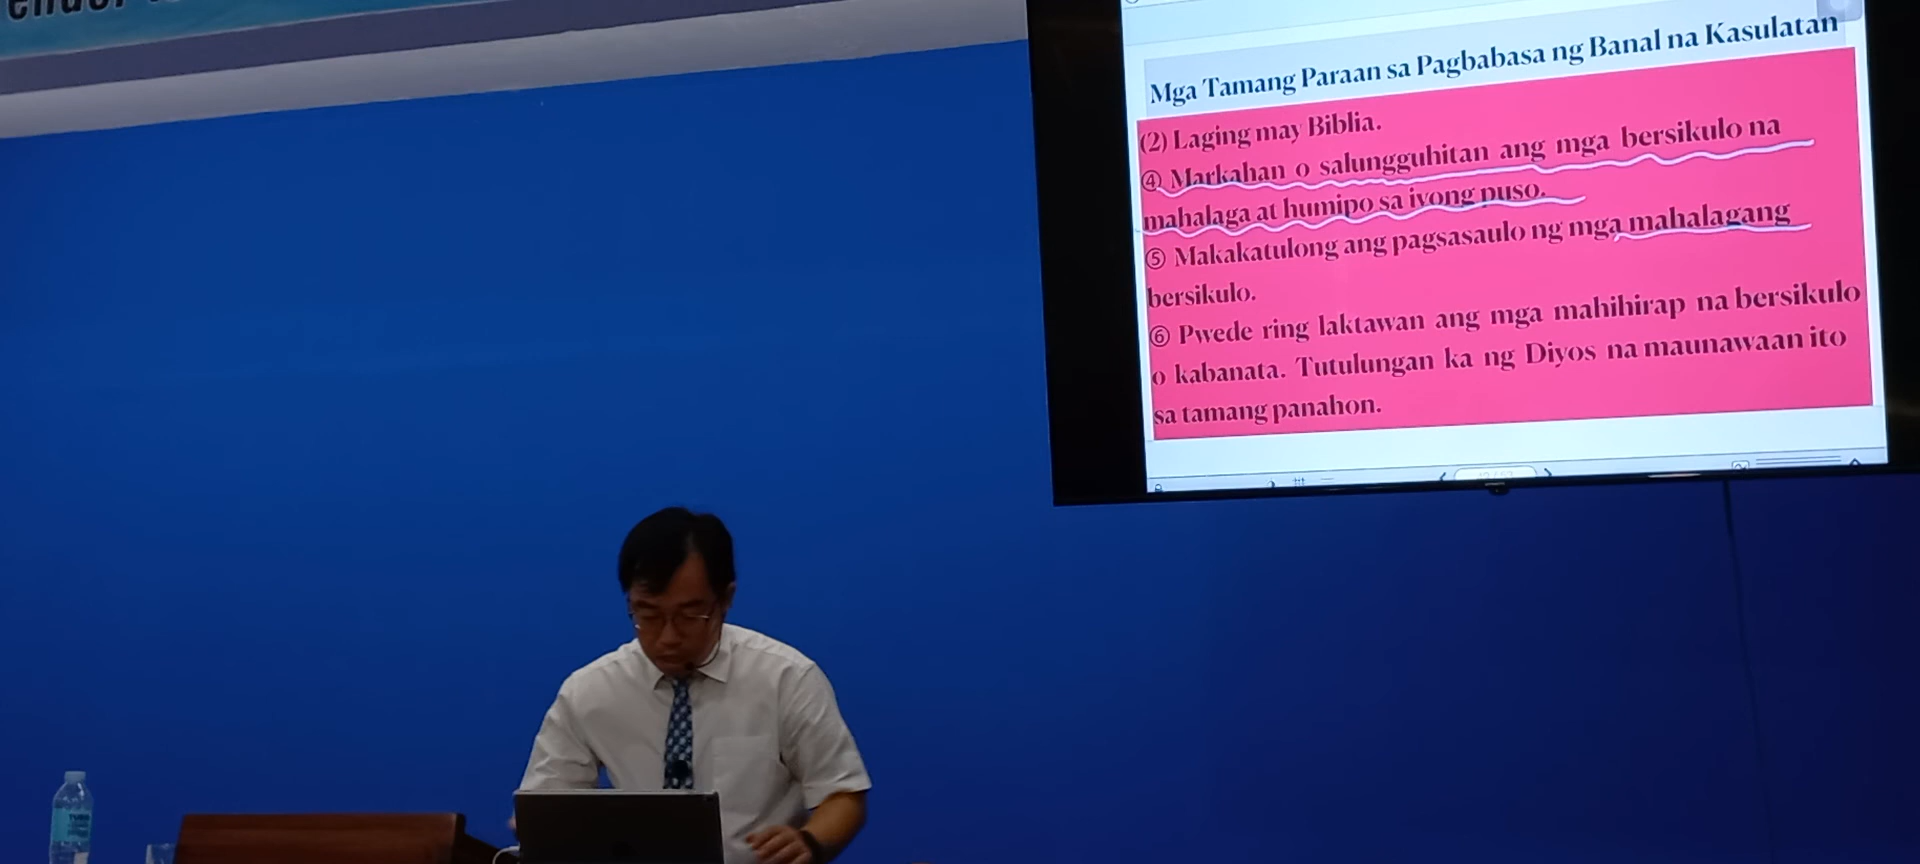 Mga Tamang Paraan sa Pagbabasa ng Banal na Kasulatan
(2) Laging may Biblia.
④ Markahan o salungguhitan ang mga bersikulo na
mahalaga at humipo sa iyong puso.
⑤ Makakatulong ang pagsasaulo ng mga mahalagang
bersikulo.
⑥ Pwede ring laktawan ang mga mahihirap na bersikulo
o kabanata. Tutulungan ka ng Diyos na maunawaan ito
sa tamang panahon.